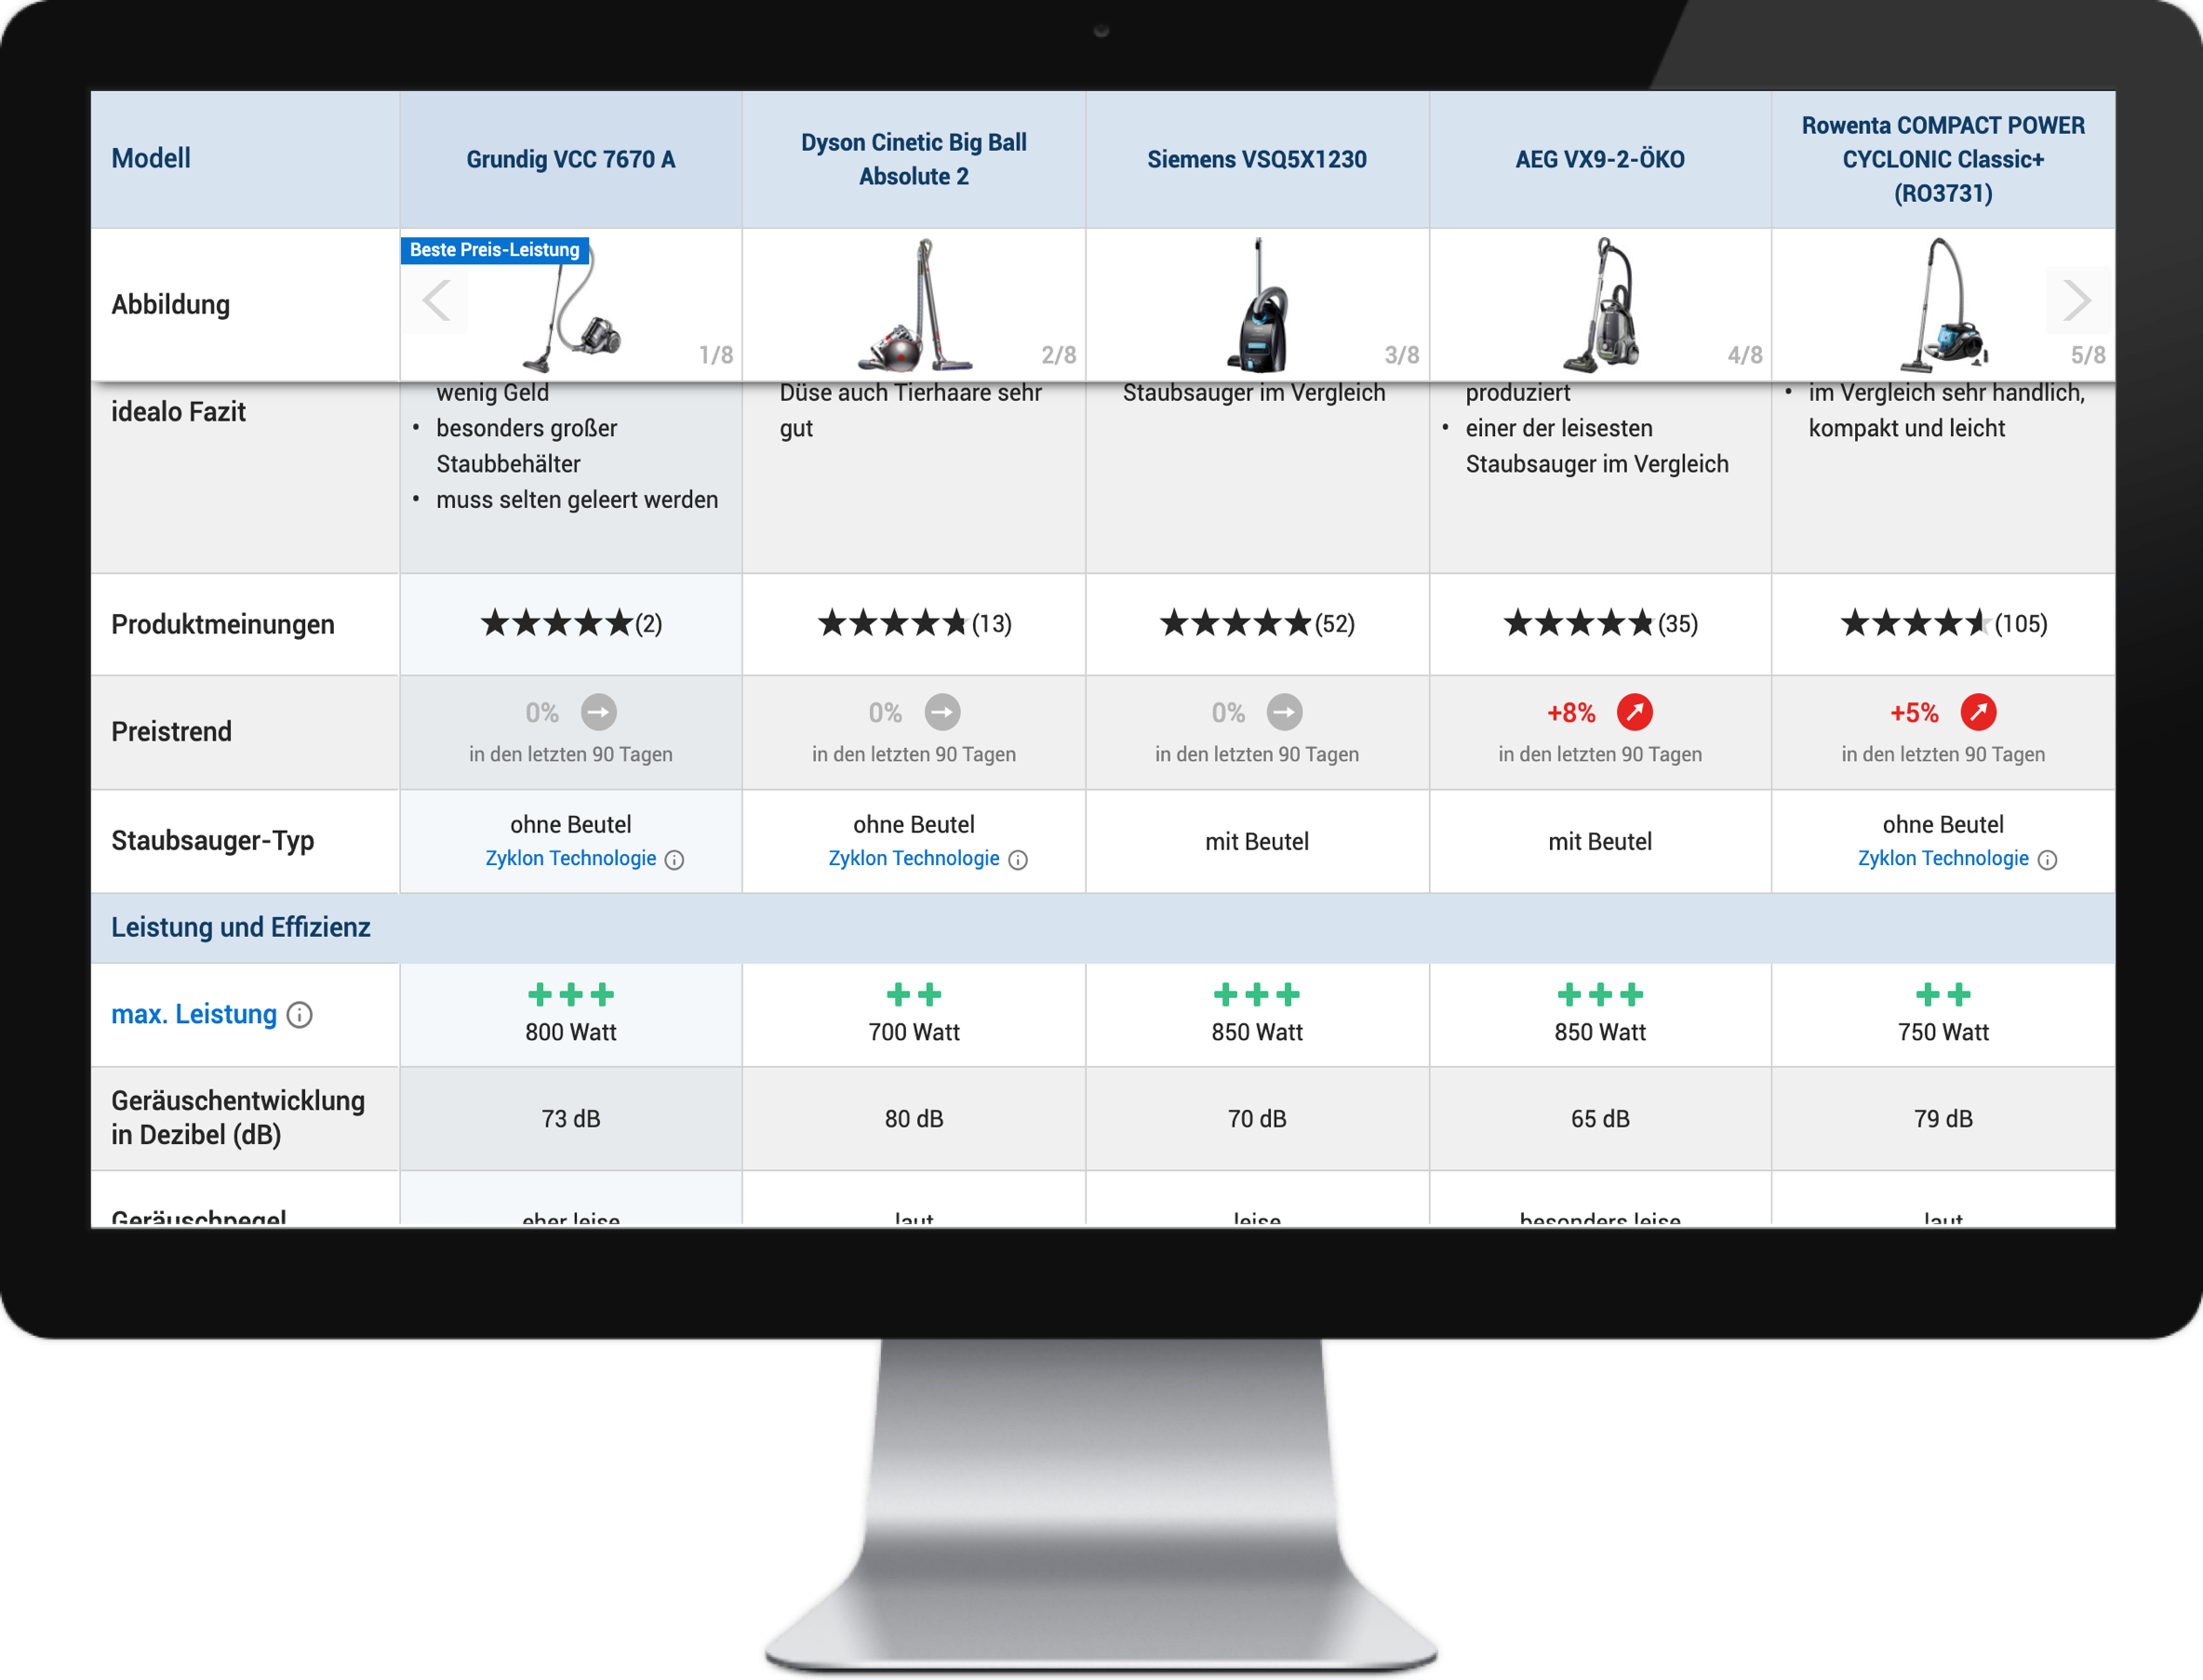 Modell
Grundig VCC 7670 A
Dyson Cinetic Big Ball
Absolute 2
Siemens VSQ5X1230
AEG VX9-2-ÖKO
Rowenta COMPACT POWER
CYCLONIC Classic+
(RO3731)
Abbildung
Beste Preis-Leistung
1/8
2/8
3/8
4/8
5/8
idealo Fazit
wenig Geld
• besonders großer
Staubbehälter
• muss selten geleert werden
Düse auch Tierhaare sehr
gut
Staubsauger im Vergleich
produziert
• einer der leisesten
Staubsauger im Vergleich
• im Vergleich sehr handlich,
kompakt und leicht
Produktmeinungen
★★★★★(2)
★★★★★(13)
★★★★★(52)
★★★★★(35)
★★★★★(105)
Preistrend
0%
in den letzten 90 Tagen
0%
in den letzten 90 Tagen
0%
in den letzten 90 Tagen
+8%
in den letzten 90 Tagen
+5%
in den letzten 90 Tagen
Staubsauger-Typ
ohne Beutel
Zyklon Technologie
ohne Beutel
Zyklon Technologie
mit Beutel
mit Beutel
ohne Beutel
Zyklon Technologie
Leistung und Effizienz
max. Leistung
+++
800 Watt
++
700 Watt
+++
850 Watt
+++
850 Watt
++
750 Watt
Geräuschentwicklung
in Dezibel (dB)
73 dB
80 dB
70 dB
65 dB
79 dB
Geräuschpegel
eher leise
laut
leise
besonders leise
laut